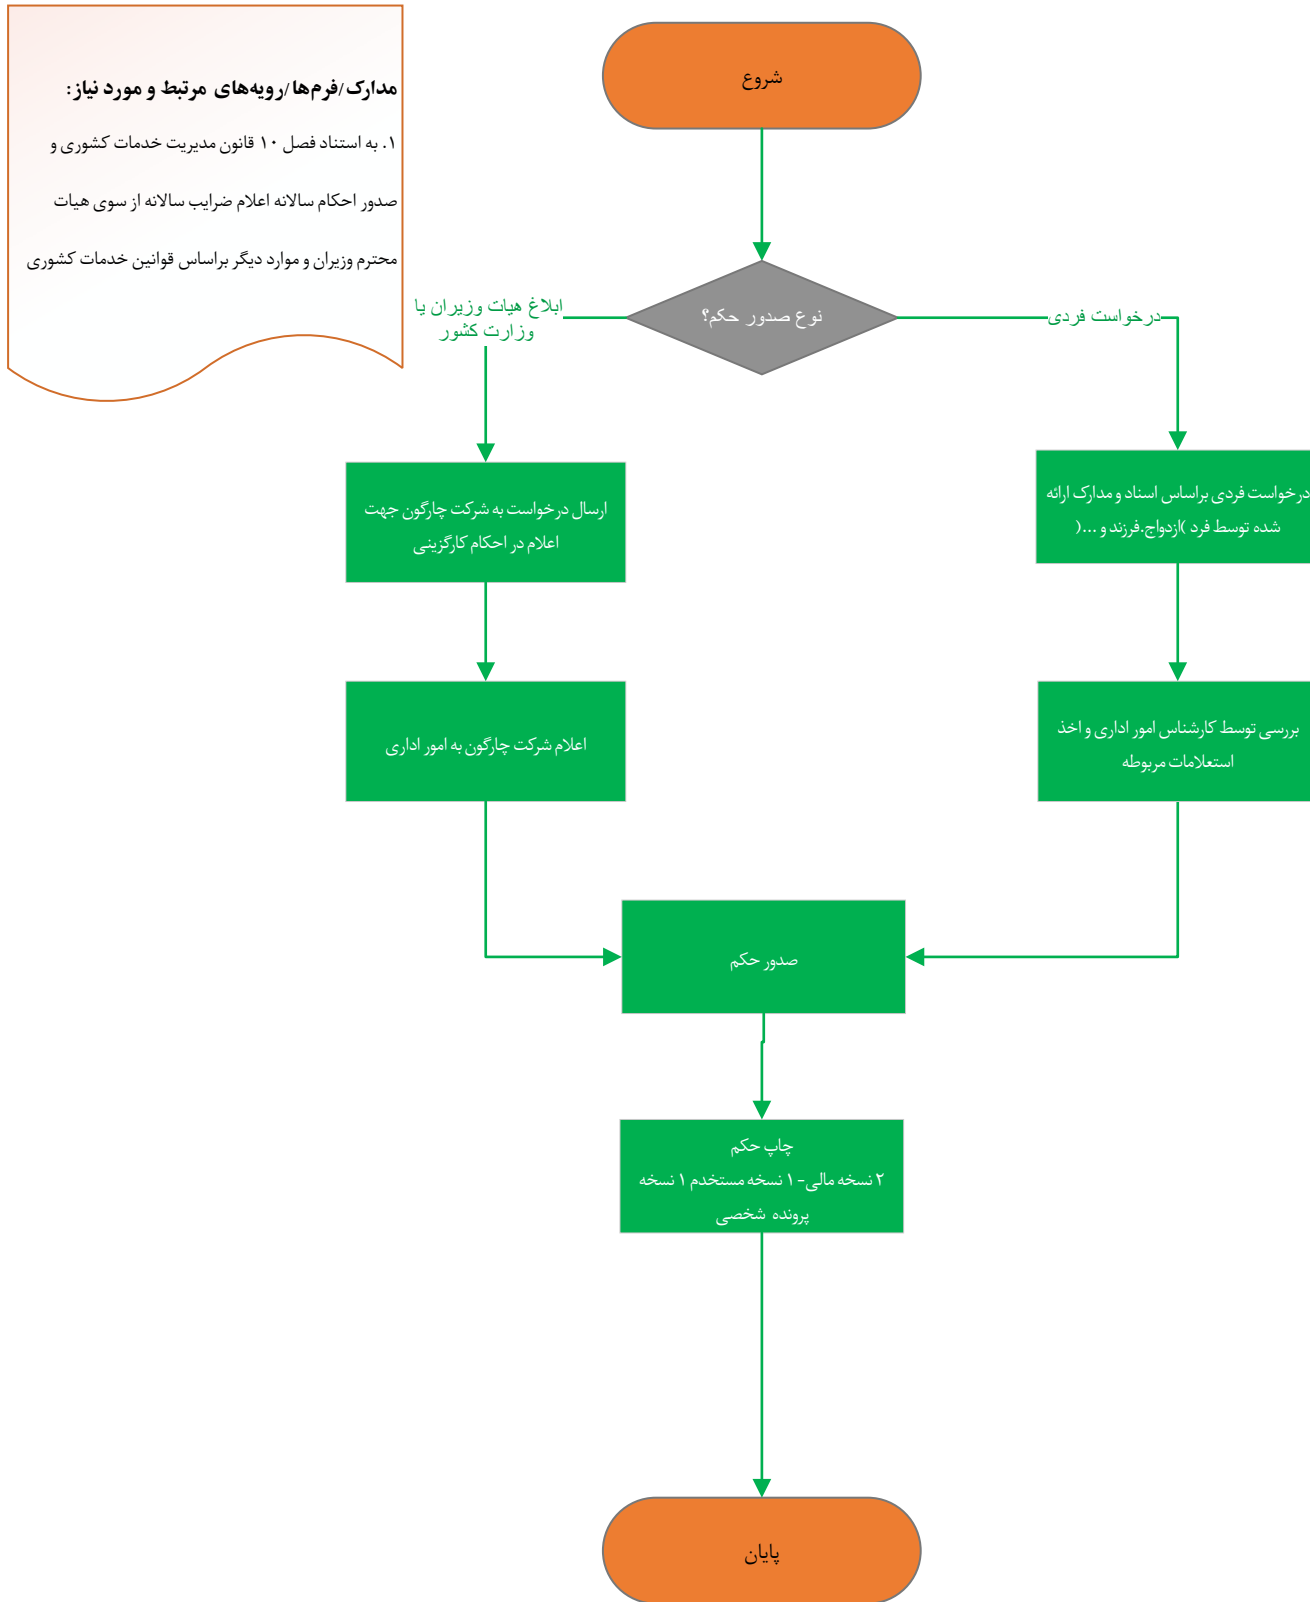 مدارک/فرم‌ها/رویه‌های مرتبط و مورد نیاز:
۱. به استناد فصل ۱۰ قانون مدیریت خدمات کشوری و
صدور احکام سالانه اعلام ضرایب سالانه از سوی هیات
محترم وزیران و موارد دیگر براساس قوانین خدمات کشوری
شروع
نوع صدور حکم؟
درخواست فردی
ابلاغ هیات وزیران یا
وزارت کشور
درخواست فردی براساس اسناد و مدارک ارائه
شده توسط فرد )ازدواج.فرزند و ...(
ارسال درخواست به شرکت چارگون جهت
اعلام در احکام کارگزینی
بررسی توسط کارشناس امور اداری و اخذ
استعلامات مربوطه
اعلام شرکت چارگون به امور اداری
صدور حکم
چاپ حکم
۲ نسخه مالی- ۱ نسخه مستخدم ۱ نسخه
پرونده شخصی
پایان